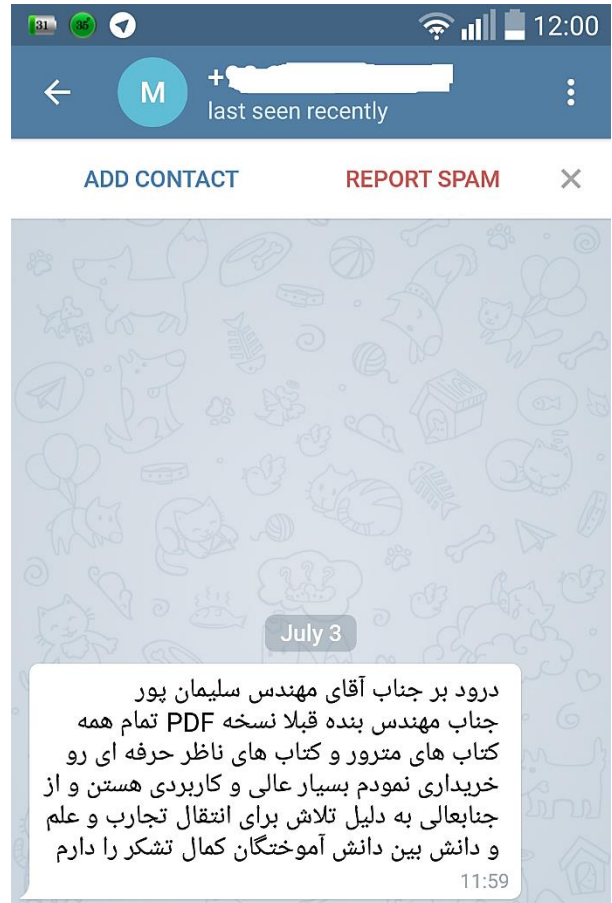 31
35
12:00
M
+
last seen recently
ADD CONTACT
REPORT SPAM
July 3
درود بر جناب آقای مهندس سلیمان پور
جناب مهندس بنده قبلا نسخه PDF تمام همه
کتاب های مترور و کتاب های ناظر حرفه ای رو
خریداری نمودم بسیار عالی و کاربردی هستن و از
جنابعالی به دلیل تلاش برای انتقال تجارب و علم
و دانش بین دانش آموختگان کمال تشکر را دارم
11:59